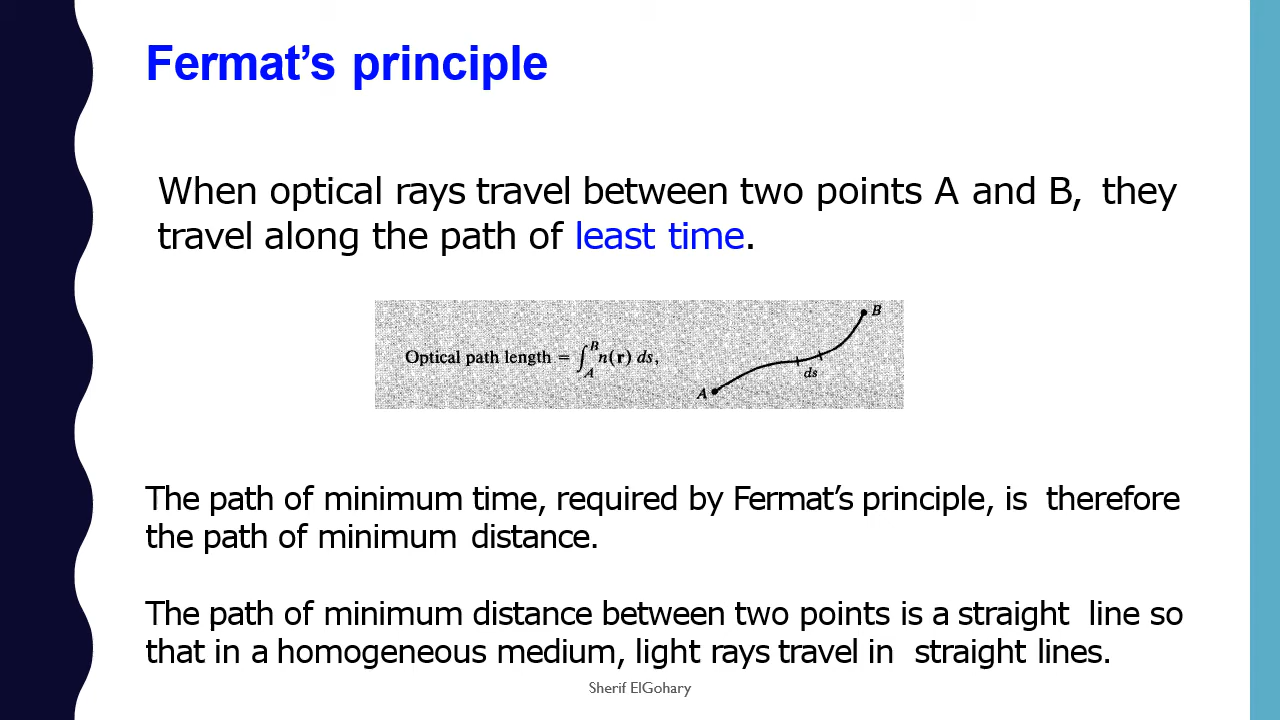 Fermat’s principle
When optical rays travel between two points A and B, they
travel along the path of least time.
Optical path length = ∫_A^B n(r) ds,
B
ds
A
The path of minimum time, required by Fermat’s principle, is therefore
the path of minimum distance.
The path of minimum distance between two points is a straight line so
that in a homogeneous medium, light rays travel in straight lines.
Sherif ElGohary